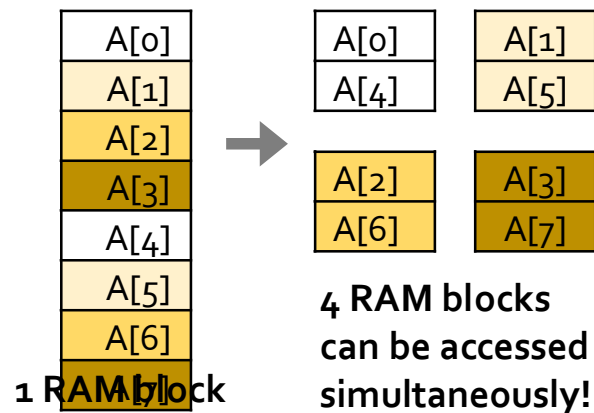 A[0]
A[1]
A[2]
A[3]
A[4]
A[5]
A[6]
A[7]
1 RAM block
A[0]
A[4]
A[1]
A[5]
A[2]
A[6]
A[3]
A[7]
4 RAM blocks
can be accessed
simultaneously!